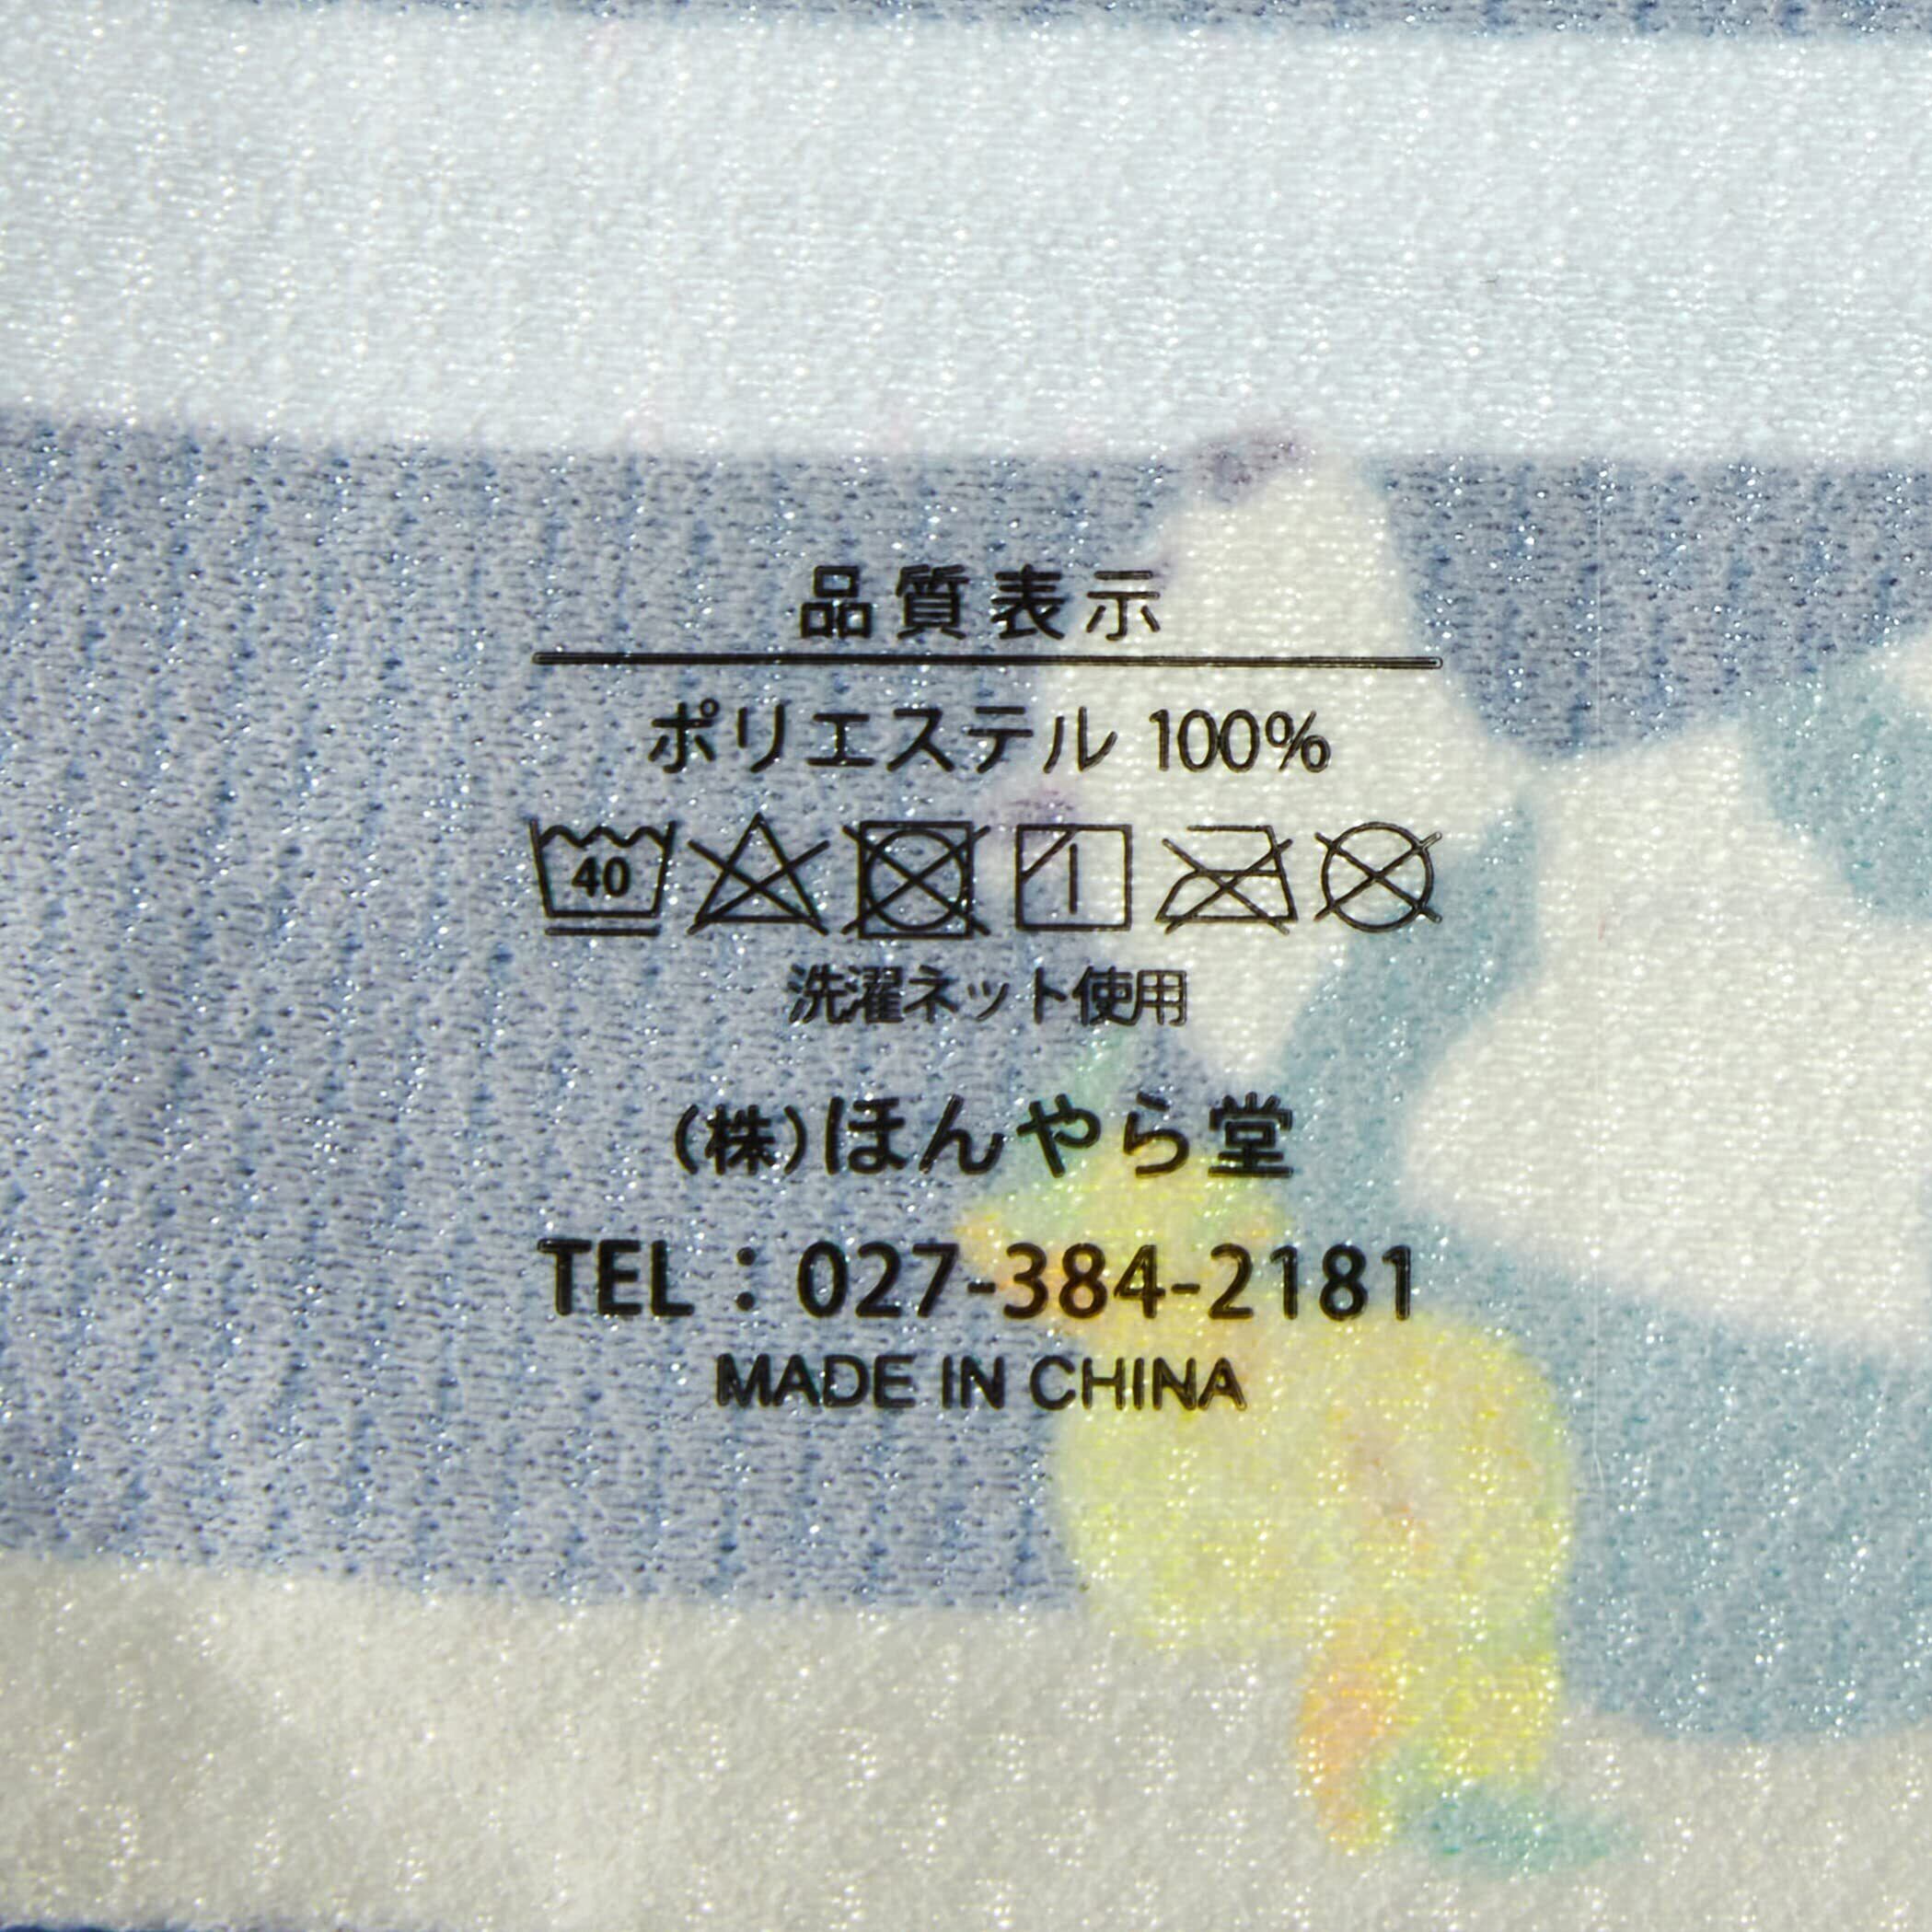 品質表示
ポリエステル 100%
40
洗濯ネット使用
(株)ほんやら堂
TEL：027-384-2181
MADE IN CHINA